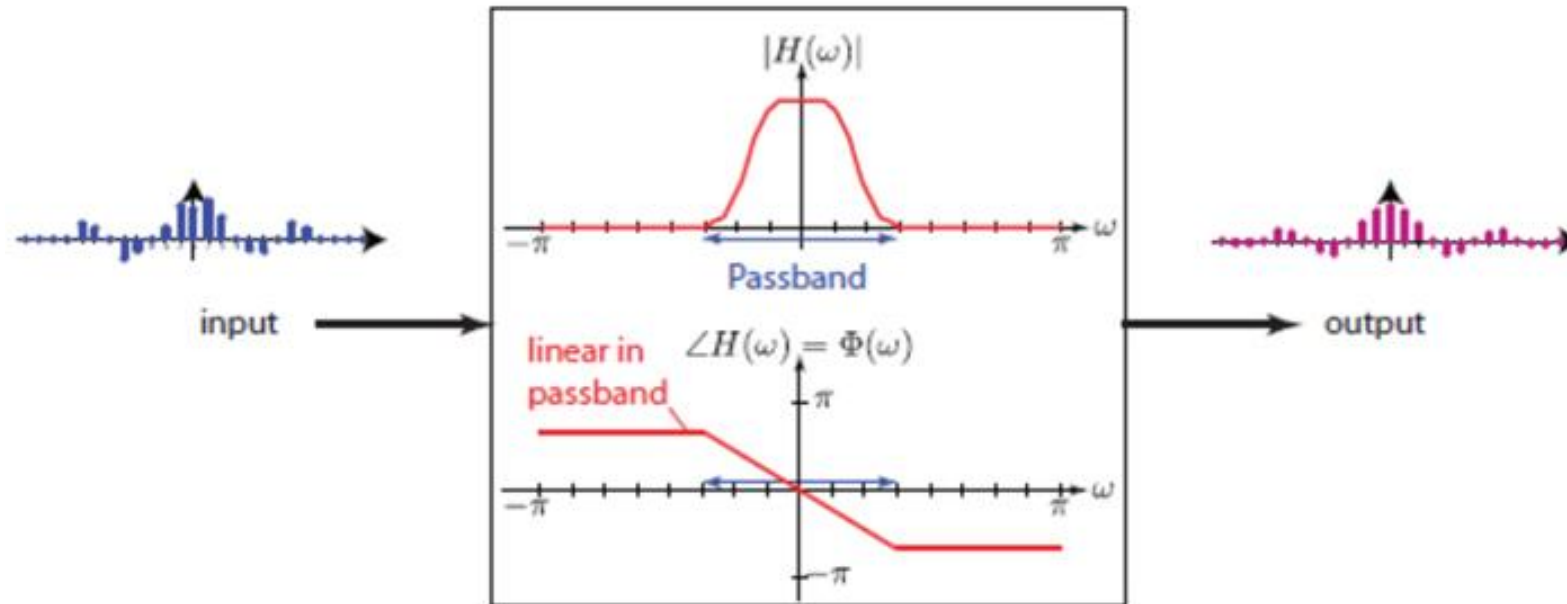 |H(ω)|
−π
π
ω
Passband
input
output
linear in
passband
∠H(ω) = Φ(ω)
π
−π
π
ω
−π